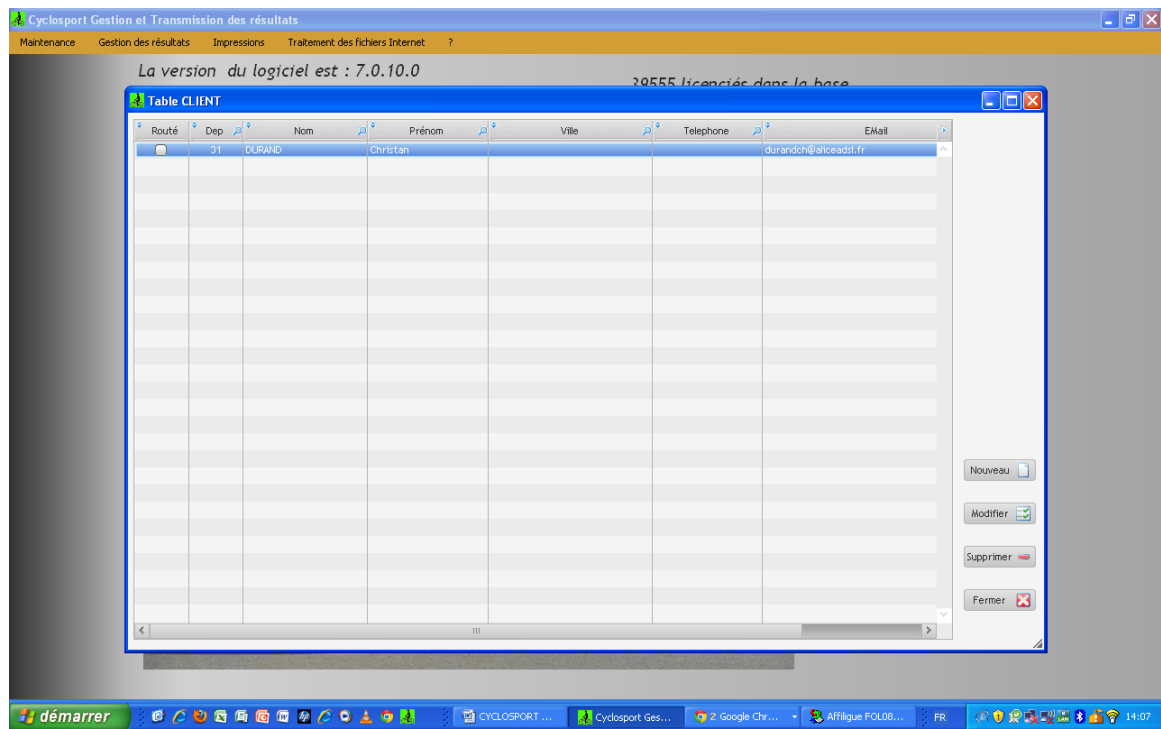 Cyclosport Gestion et Transmission des résultats
Maintenance Gestion des résultats Impressions Traitement des fichiers Internet ?
La version du logiciel est : 7.0.10.0
39555 licenciés dans la base
Table CLIENT
Routé Dep Nom Prénom Ville Telephone EMail
31 DURAND Christan durandch@aliceadsl.fr
Nouveau
Modifier
Supprimer
Fermer
démarrer CYCLOSPORT ... Cyclosport Ges... 2 Google Chr... Affiligue FOL08... FR 14:07